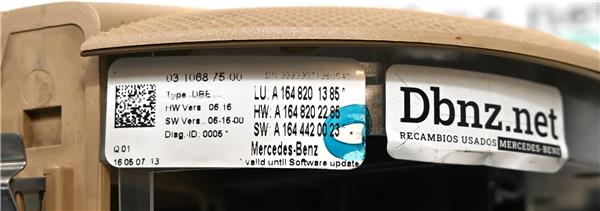 03 1068 75 00
Type : UBE
HW Vers : 06 16
SW Vers.: 06-16-00
Diag.-ID: 0005*
Q 01
16 05 07 13
LU: A 164 820 13 85*
HW: A 164 820 22 85
SW: A 164 442 00 23*
Mercedes-Benz
* valid until Software update
Dbnz.net
RECAMBIOS USADOS MERCEDES-BENZ